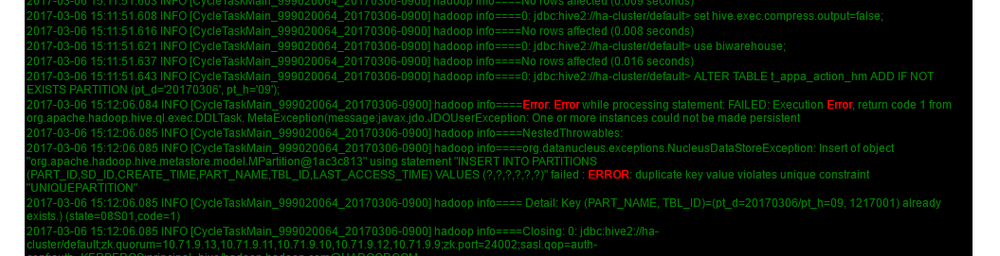 2017-03-06 15:11:51.603 INFO [CycleTaskMain_999020064_20170306-0900] hadoop info====No rows affected (0.009 seconds)
2017-03-06 15:11:51.608 INFO [CycleTaskMain_999020064_20170306-0900] hadoop info====0: jdbc:hive2://ha-cluster/default> set hive.exec.compress.output=false;
2017-03-06 15:11:51.616 INFO [CycleTaskMain_999020064_20170306-0900] hadoop info====No rows affected (0.008 seconds)
2017-03-06 15:11:51.621 INFO [CycleTaskMain_999020064_20170306-0900] hadoop info====0: jdbc:hive2://ha-cluster/default> use biwarehouse;
2017-03-06 15:11:51.637 INFO [CycleTaskMain_999020064_20170306-0900] hadoop info====No rows affected (0.016 seconds)
2017-03-06 15:11:51.643 INFO [CycleTaskMain_999020064_20170306-0900] hadoop info====0: jdbc:hive2://ha-cluster/default> ALTER TABLE t_appa_action_hm ADD IF NOT
EXISTS PARTITION (pt_d='20170306', pt_h='09');
2017-03-06 15:12:06.084 INFO [CycleTaskMain_999020064_20170306-0900] hadoop info====Error: Error while processing statement: FAILED: Execution Error, return code 1 from
org.apache.hadoop.hive.ql.exec.DDLTask. MetaException(message:javax.jdo.JDOUserException: One or more instances could not be made persistent
2017-03-06 15:12:06.085 INFO [CycleTaskMain_999020064_20170306-0900] hadoop info====NestedThrowables:
2017-03-06 15:12:06.085 INFO [CycleTaskMain_999020064_20170306-0900] hadoop info====org.datanucleus.exceptions.NucleusDataStoreException: Insert of object
"org.apache.hadoop.hive.metastore.model.MPartition@1ac3c813" using statement "INSERT INTO PARTITIONS
(PART_ID,SD_ID,CREATE_TIME,PART_NAME,TBL_ID,LAST_ACCESS_TIME) VALUES (?,?,?,?,?,?)" failed : ERROR: duplicate key value violates unique constraint
"UNIQUEPARTITION"
2017-03-06 15:12:06.085 INFO [CycleTaskMain_999020064_20170306-0900] hadoop info==== Detail: Key (PART_NAME, TBL_ID)=(pt_d=20170306/pt_h=09, 1217001) already
exists.) (state=08S01,code=1)
2017-03-06 15:12:06.085 INFO [CycleTaskMain_999020064_20170306-0900] hadoop info====Closing: 0: jdbc:hive2://ha-
cluster/default;zk.quorum=10.71.9.13,10.71.9,11,10.71.9.10,10.71.9.12,10.71.9.9;zk.port=24002;sasl.qop=auth-